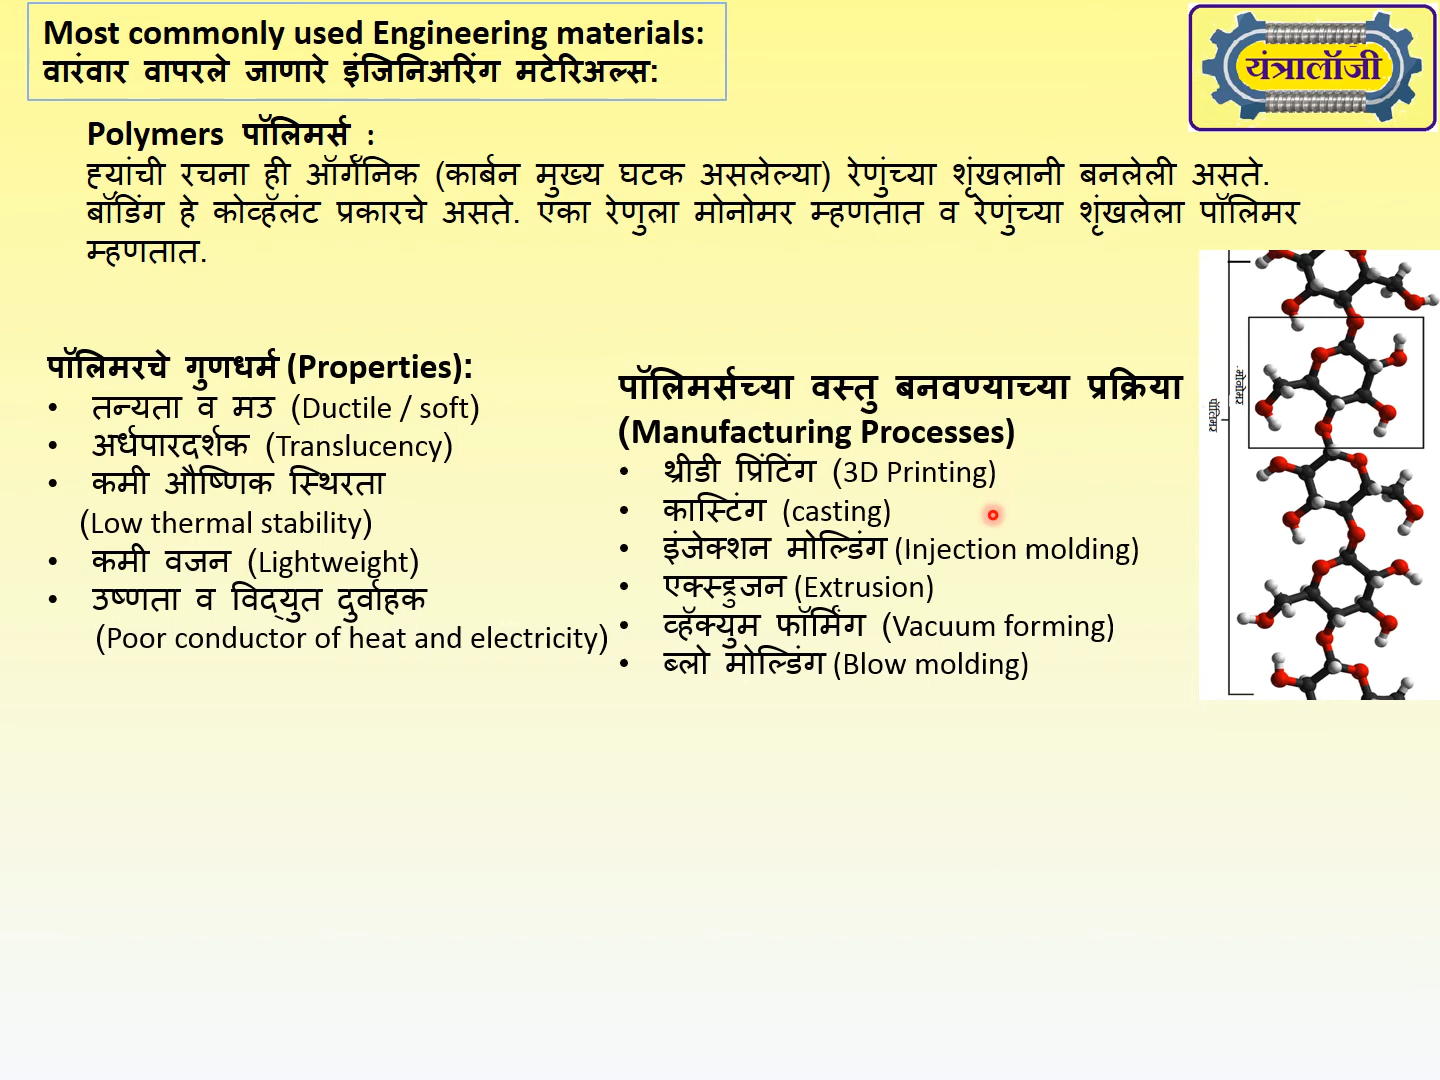 Most commonly used Engineering materials:
वारंवार वापरले जाणारे इंजिनिअरिंग मटेरिअल्स:
यंत्रालॉजी
Polymers पॉलिमर्स :
ह्यांची रचना ही ऑर्गॅनिक (कार्बन मुख्य घटक असलेल्या) रेणुंच्या शृंखलानी बनलेली असते.
बॉडिंग हे कोव्हॅलंट प्रकारचे असते. एका रेणुला मोनोमर म्हणतात व रेणुंच्या शृंखलेला पॉलिमर
म्हणतात.
पॉलिमरचे गुणधर्म (Properties):
• तन्यता व मउ (Ductile / soft)
• अर्धपारदर्शक (Translucency)
• कमी औष्णिक स्थिरता
(Low thermal stability)
• कमी वजन (Lightweight)
• उष्णता व विद्युत दुर्वाहक
(Poor conductor of heat and electricity)
पॉलिमर्सच्या वस्तु बनवण्याच्या प्रक्रिया
(Manufacturing Processes)
• थ्रीडी प्रिंटिंग (3D Printing)
• कास्टिंग (casting)
• इंजेक्शन मोल्डिंग (Injection molding)
• एक्स्ट्रुजन (Extrusion)
• व्हॅक्युम फॉर्मिंग (Vacuum forming)
• ब्लो मोल्डिंग (Blow molding)
मोनोमर
पॉलिमर